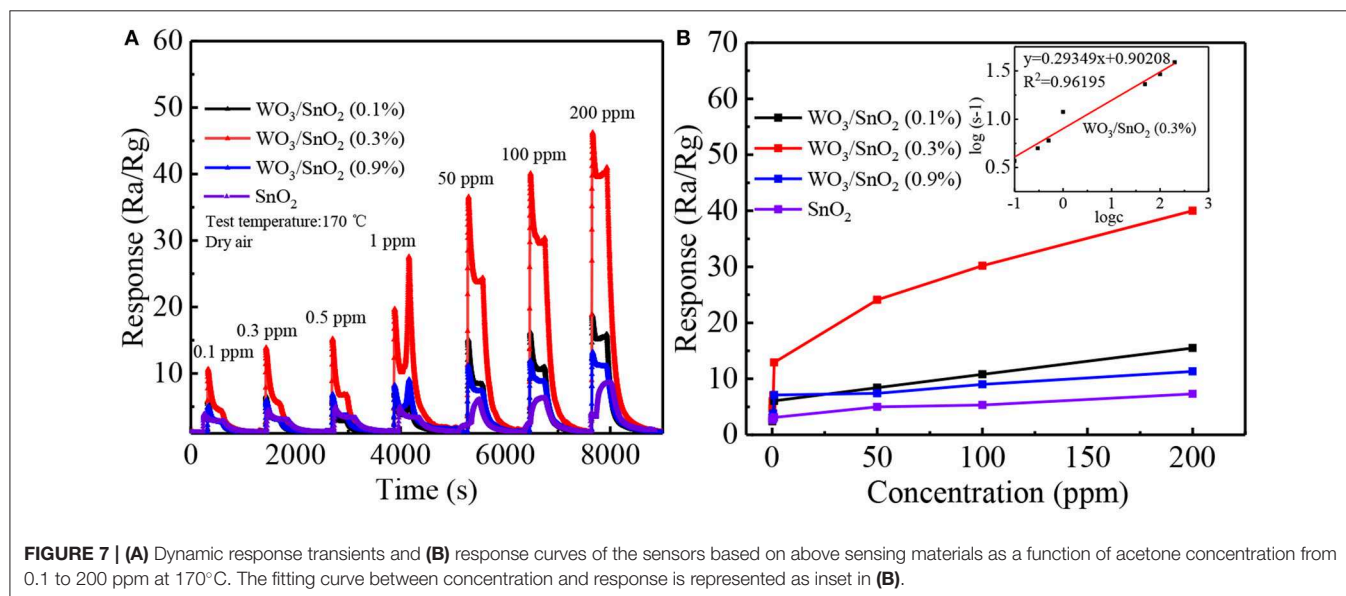 A
Response (Ra/Rg)
60
50
40
30
20
10
0
2000
4000
6000
8000
Time (s)
WO3/SnO2 (0.1%)
WO3/SnO2 (0.3%)
WO3/SnO2 (0.9%)
SnO2
Test temperature:170 ℃
Dry air
0.1 ppm
0.3 ppm
0.5 ppm
1 ppm
50 ppm
100 ppm
200 ppm
B
Response (Ra/Rg)
70
60
50
40
30
20
10
0
0
50
100
150
200
Concentration (ppm)
WO3/SnO2 (0.1%)
WO3/SnO2 (0.3%)
WO3/SnO2 (0.9%)
SnO2
y=0.29349x+0.90208
R²=0.96195
WO3/SnO2 (0.3%)
log (s-1)
1.5
1.0
0.5
-1
0
1
2
3
logc
FIGURE 7 | (A) Dynamic response transients and (B) response curves of the sensors based on above sensing materials as a function of acetone concentration from
0.1 to 200 ppm at 170°C. The fitting curve between concentration and response is represented as inset in (B).